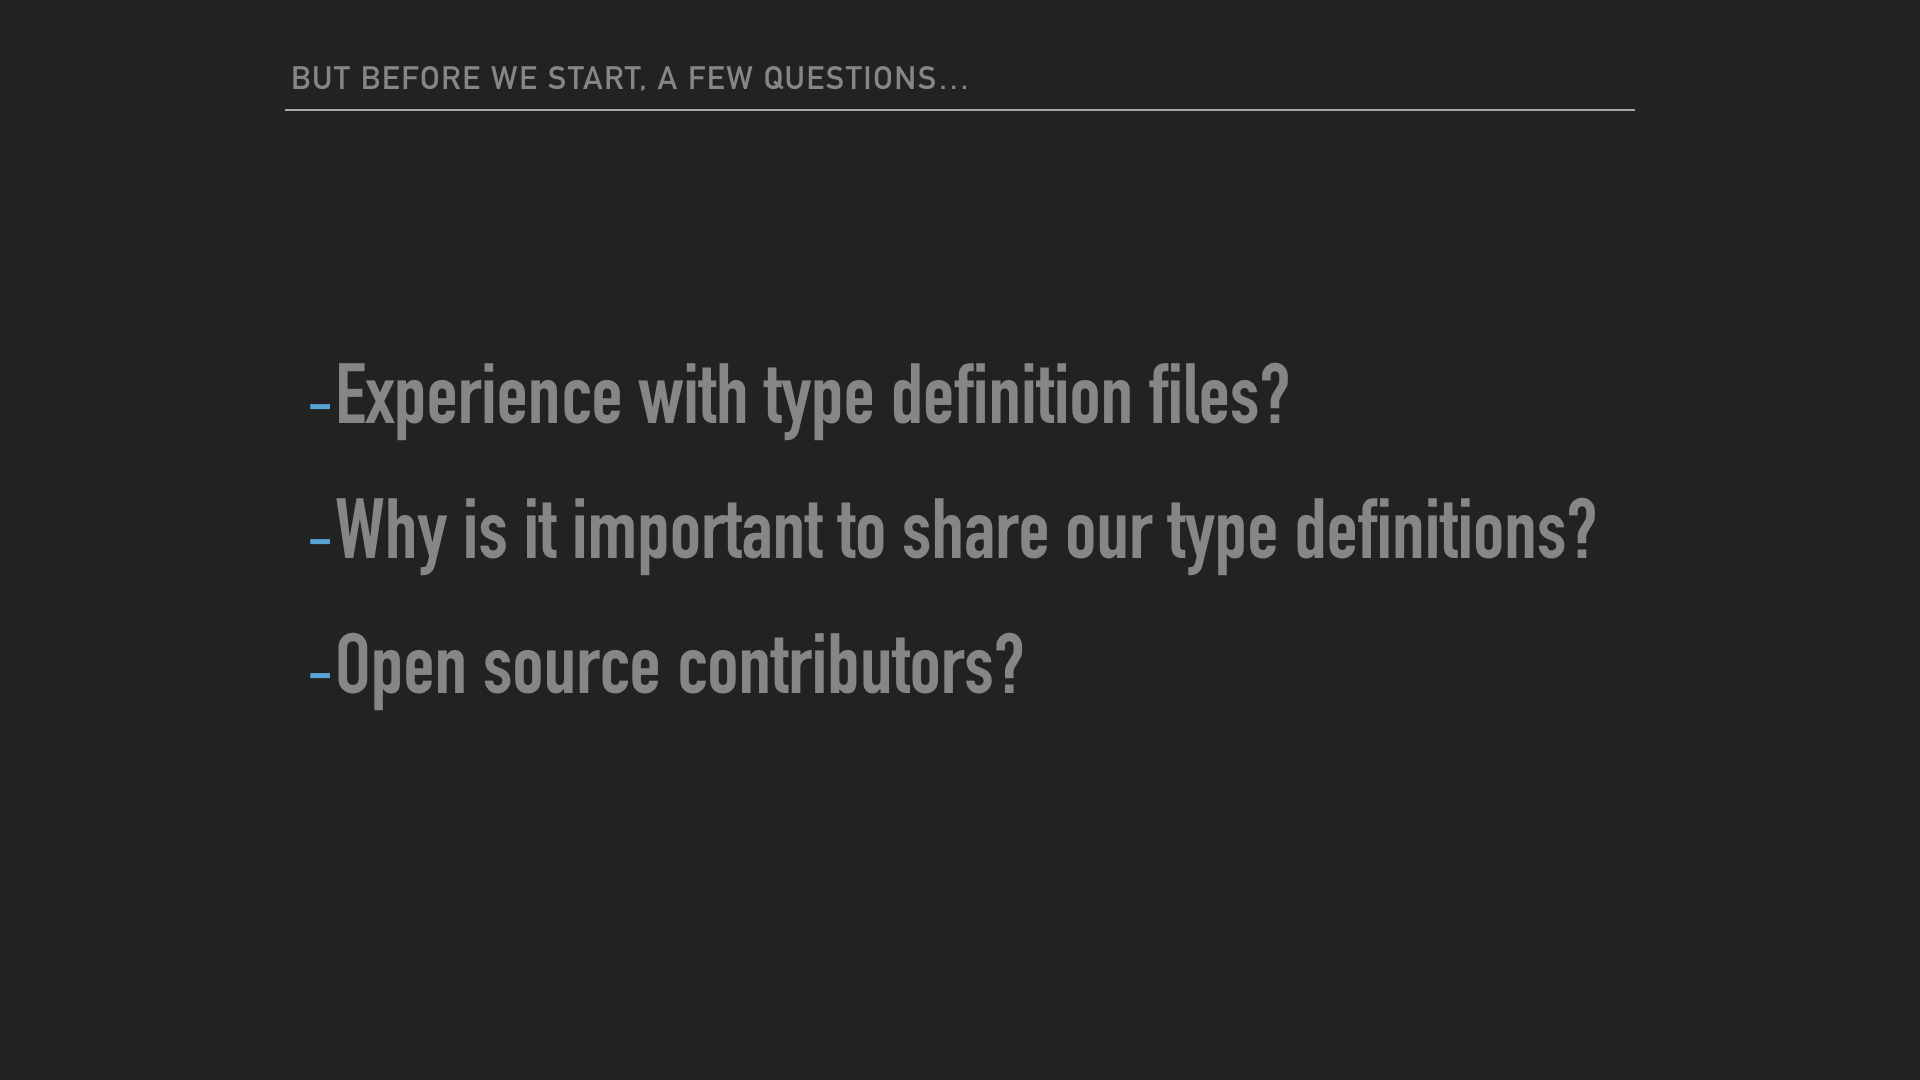 BUT BEFORE WE START, A FEW QUESTIONS…
-Experience with type definition files?
-Why is it important to share our type definitions?
-Open source contributors?